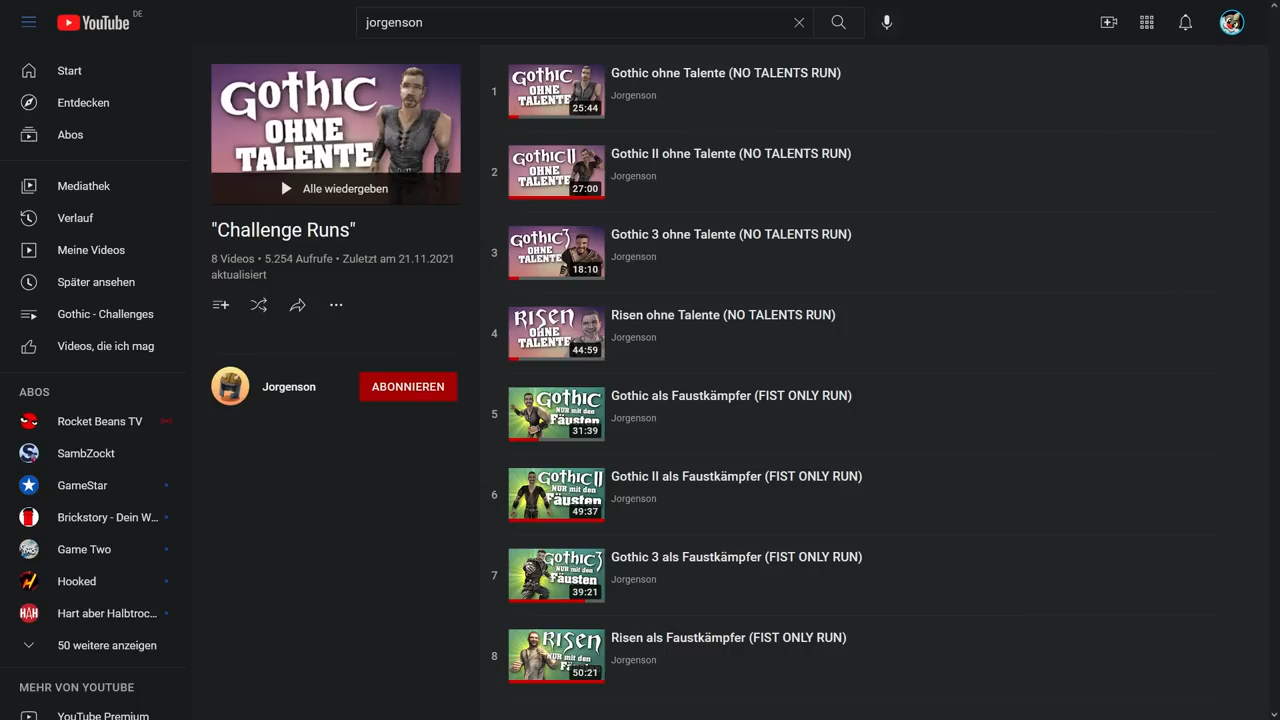 YouTube DE
jorgenson
Start
Entdecken
Abos
Mediathek
Verlauf
Meine Videos
Später ansehen
Gothic - Challenges
Videos, die ich mag
ABOS
Rocket Beans TV
SambZockt
GameStar
Brickstory - Dein W...
Game Two
Hooked
Hart aber Halbtroc...
50 weitere anzeigen
MEHR VON YOUTUBE
YouTube Premium
GOTHIC
OHNE
TALENTE
Alle wiedergeben
"Challenge Runs"
8 Videos • 5.254 Aufrufe • Zuletzt am 21.11.2021
aktualisiert
Jorgenson
ABONNIEREN
1
GOTHIC
OHNE
TALENTE
25:44
Gothic ohne Talente (NO TALENTS RUN)
Jorgenson
2
GOTHIC II
OHNE
TALENTE
27:00
Gothic II ohne Talente (NO TALENTS RUN)
Jorgenson
3
GOTHIC 3
OHNE
TALENTE
18:10
Gothic 3 ohne Talente (NO TALENTS RUN)
Jorgenson
4
RISEN
OHNE
TALENTE
44:59
Risen ohne Talente (NO TALENTS RUN)
Jorgenson
5
GOTHIC
NUR mit den
Fäusten
31:39
Gothic als Faustkämpfer (FIST ONLY RUN)
Jorgenson
6
GOTHIC II
NUR mit den
Fäusten
49:37
Gothic II als Faustkämpfer (FIST ONLY RUN)
Jorgenson
7
GOTHIC 3
NUR mit den
Fäusten
39:21
Gothic 3 als Faustkämpfer (FIST ONLY RUN)
Jorgenson
8
RISEN
NUR mit den
Fäusten
50:21
Risen als Faustkämpfer (FIST ONLY RUN)
Jorgenson